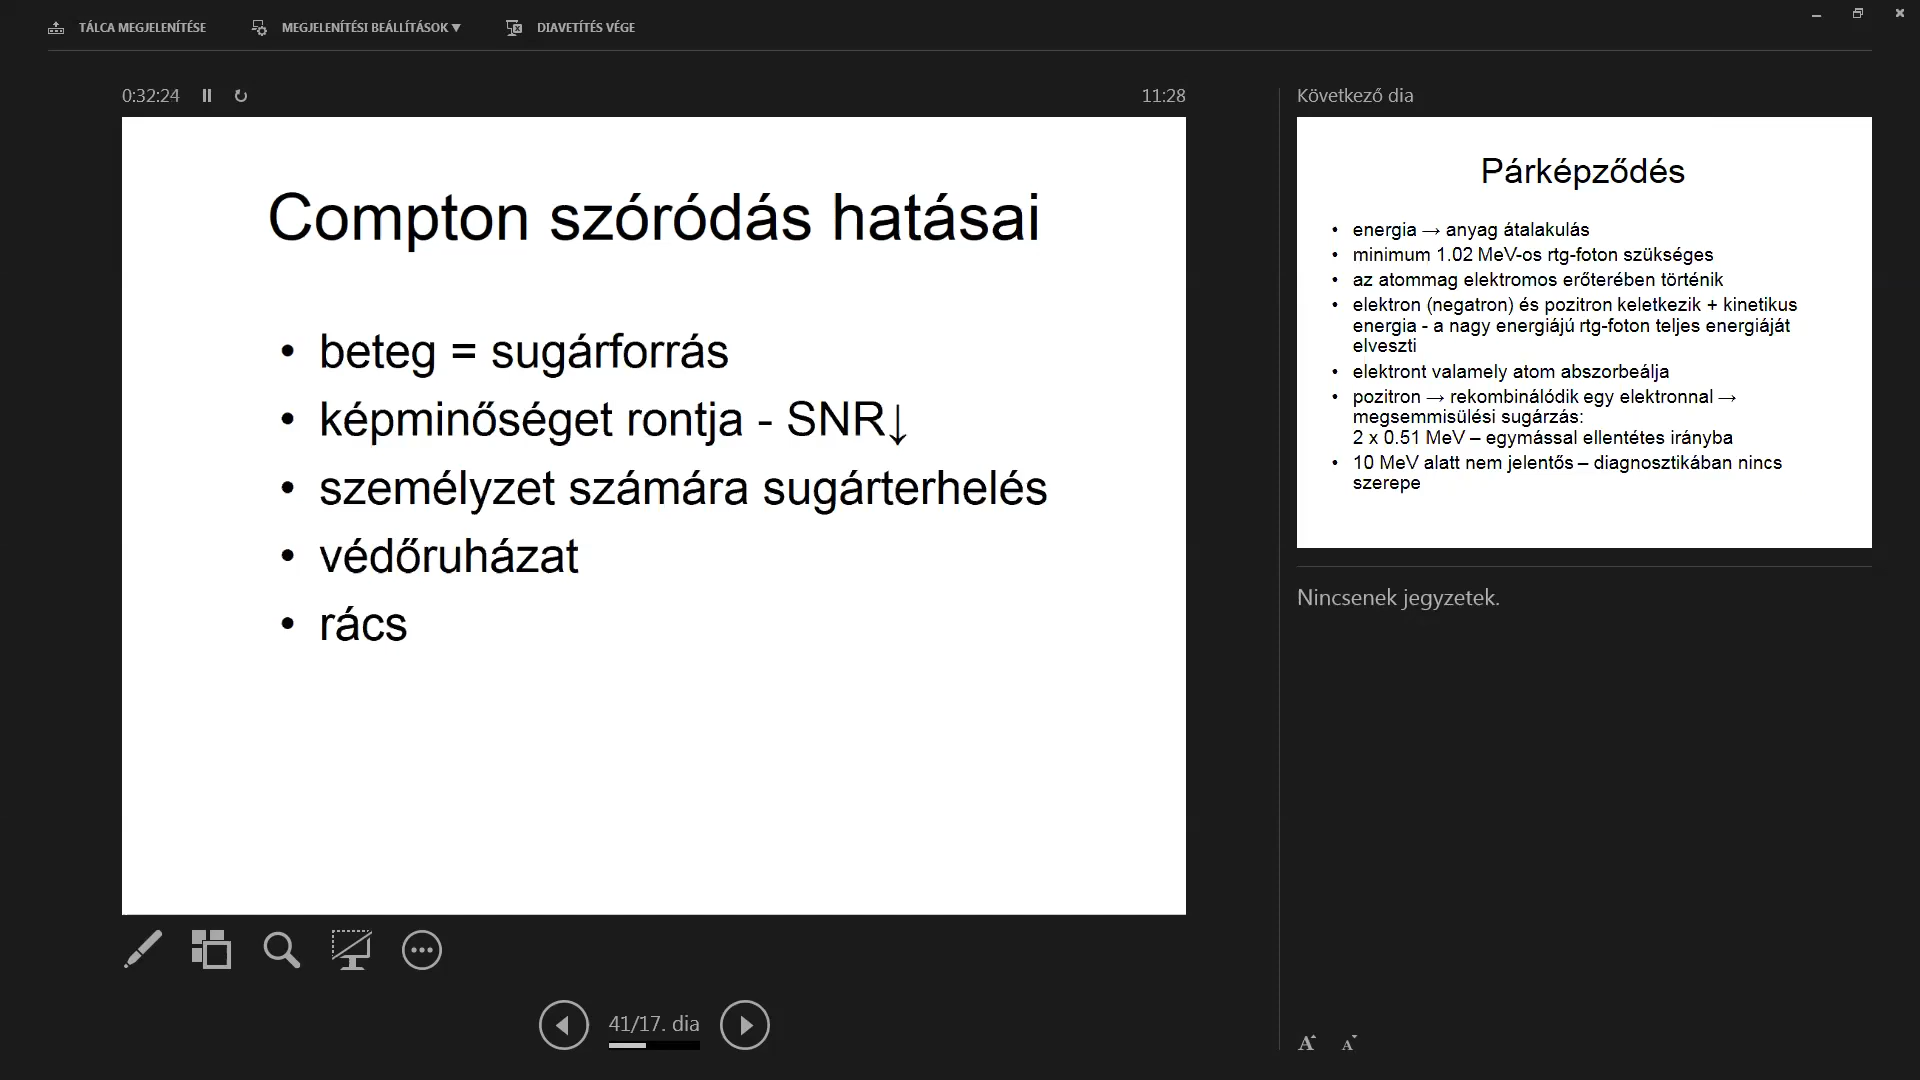 TÁLCA MEGJELENÍTÉSE
MEGJELENÍTÉSI BEÁLLÍTÁSOK ▼
DIAVETÍTÉS VÉGE
0:32:24
11:28
Compton szóródás hatásai
• beteg = sugárforrás
• képminőséget rontja - SNR↓
• személyzet számára sugárterhelés
• védőruházat
• rács
41/17. dia
Következő dia
Párképződés
• energia → anyag átalakulás
• minimum 1.02 MeV-os rtg-foton szükséges
• az atommag elektromos erőterében történik
• elektron (negatron) és pozitron keletkezik + kinetikus
energia - a nagy energiájú rtg-foton teljes energiáját
elveszti
• elektront valamely atom abszorbeálja
• pozitron → rekombinálódik egy elektronnal →
megsemmisülési sugárzás:
2 x 0.51 MeV – egymással ellentétes irányba
• 10 MeV alatt nem jelentős – diagnosztikában nincs
szerepe
Nincsenek jegyzetek.
A A